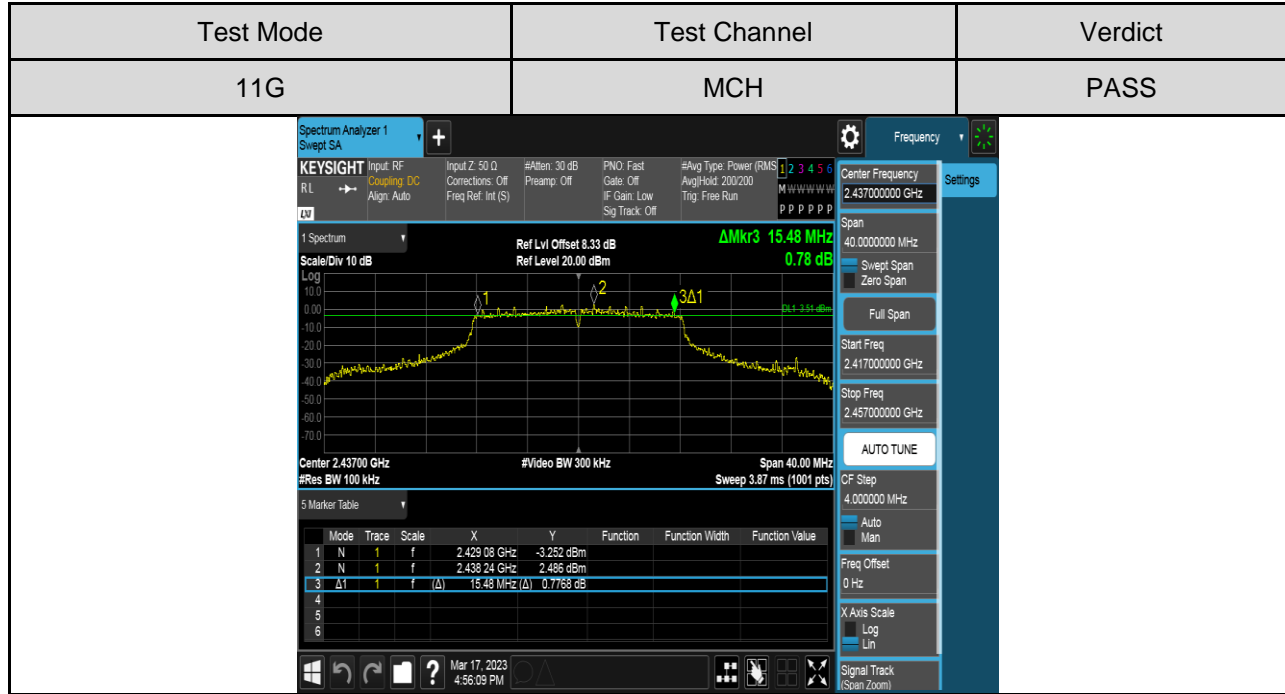 Test Mode Test Channel Verdict
11G MCH PASS
Spectrum Analyzer 1
Swept SA
+
Frequency
KEYSIGHT Input: RF Input Z: 50 Ω #Atten: 30 dB PNO: Fast #Avg Type: Power (RMS 1 2 3 4 5 6
RL Coupling: DC Corrections: Off Preamp: Off Gate: Off Avg|Hold: 200/200 M W W W W W
Align: Auto Freq Ref: Int (S) IF Gain: Low Trig: Free Run
LXI Sig Track: Off P P P P P P
Center Frequency
2.437000000 GHz
Settings
Span
40.0000000 MHz
Swept Span
Zero Span
Full Span
Start Freq
2.417000000 GHz
Stop Freq
2.457000000 GHz
AUTO TUNE
CF Step
4.000000 MHz
Auto
Man
Freq Offset
0 Hz
X Axis Scale
Log
Lin
Signal Track
(Span Zoom)
1 Spectrum
Ref Lvl Offset 8.33 dB ΔMkr3 15.48 MHz
Scale/Div 10 dB Ref Level 20.00 dBm 0.78 dB
Log
10.0
0.00
-10.0
-20.0
-30.0
-40.0
-50.0
-60.0
-70.0
1
2
3Δ1
DL1 -3.51 dBm
Center 2.43700 GHz #Video BW 300 kHz Span 40.00 MHz
#Res BW 100 kHz Sweep 3.87 ms (1001 pts)
5 Marker Table
Mode Trace Scale X Y Function Function Width Function Value
1 N 1 f 2.429 08 GHz -3.252 dBm
2 N 1 f 2.438 24 GHz 2.486 dBm
3 Δ1 1 f (Δ) 15.48 MHz (Δ) 0.7768 dB
4
5
6
?
Mar 17, 2023
4:56:09 PM